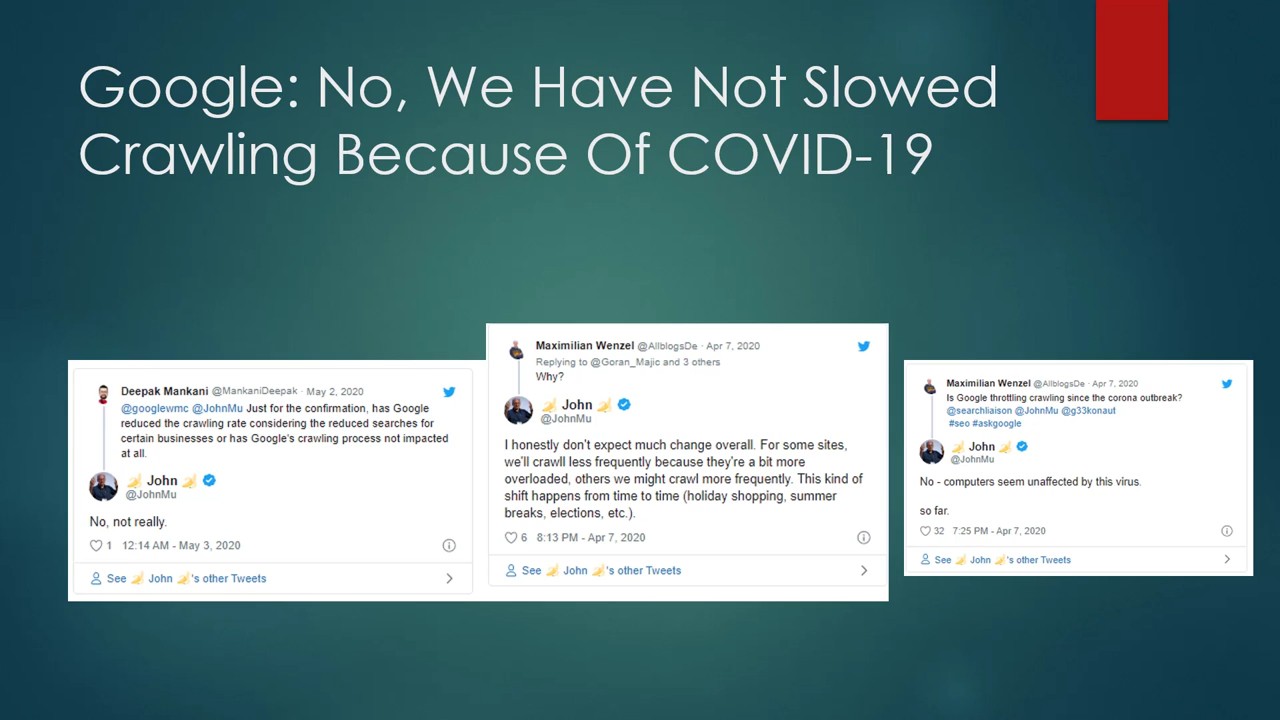 Google: No, We Have Not Slowed
Crawling Because Of COVID-19
Deepak Mankani @MankaniDeepak · May 2, 2020
@googlewmc @JohnMu Just for the confirmation, has Google
reduced the crawling rate considering the reduced searches for
certain businesses or has Google's crawling process not impacted
at all.
🍌 John 🍌
@JohnMu
No, not really.
1 12:14 AM - May 3, 2020
See 🍌 John 🍌's other Tweets
Maximilian Wenzel @AllblogsDe · Apr 7, 2020
Replying to @Goran_Majic and 3 others
Why?
🍌 John 🍌
@JohnMu
I honestly don't expect much change overall. For some sites,
we'll crawll less frequently because they're a bit more
overloaded, others we might crawl more frequently. This kind of
shift happens from time to time (holiday shopping, summer
breaks, elections, etc.).
6 8:13 PM - Apr 7, 2020
See 🍌 John 🍌's other Tweets
Maximilian Wenzel @AllblogsDe · Apr 7, 2020
Is Google throttling crawling since the corona outbreak?
@searchliaison @JohnMu @g33konaut
#seo #askgoogle
🍌 John 🍌
@JohnMu
No - computers seem unaffected by this virus.
so far.
32 7:25 PM - Apr 7, 2020
See 🍌 John 🍌's other Tweets